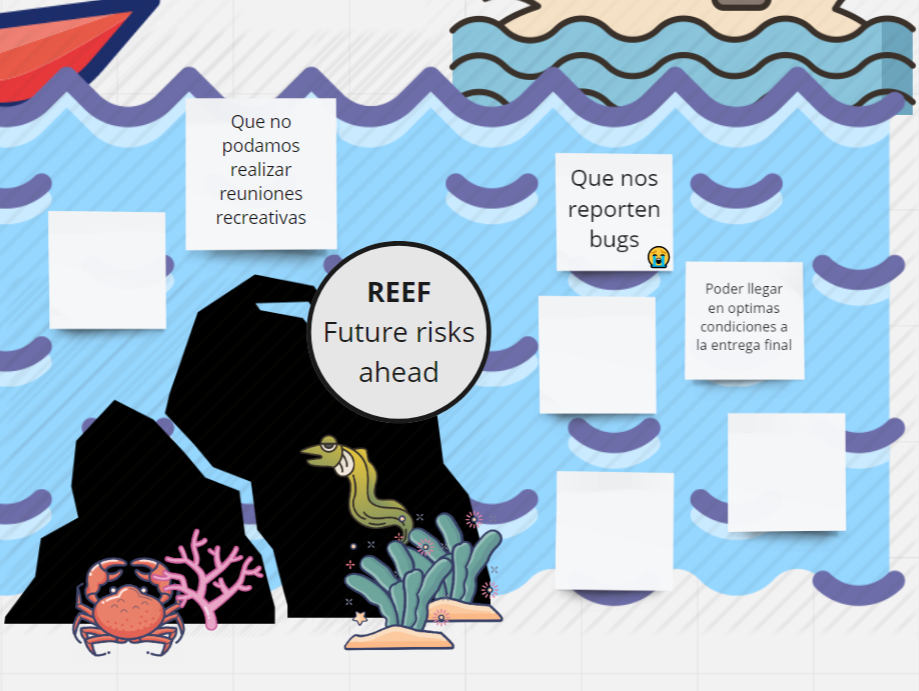 Que no
podamos
realizar
reuniones
recreativas
REEF
Future risks
ahead
Que nos
reporten
bugs 😭
Poder llegar
en optimas
condiciones a
la entrega final